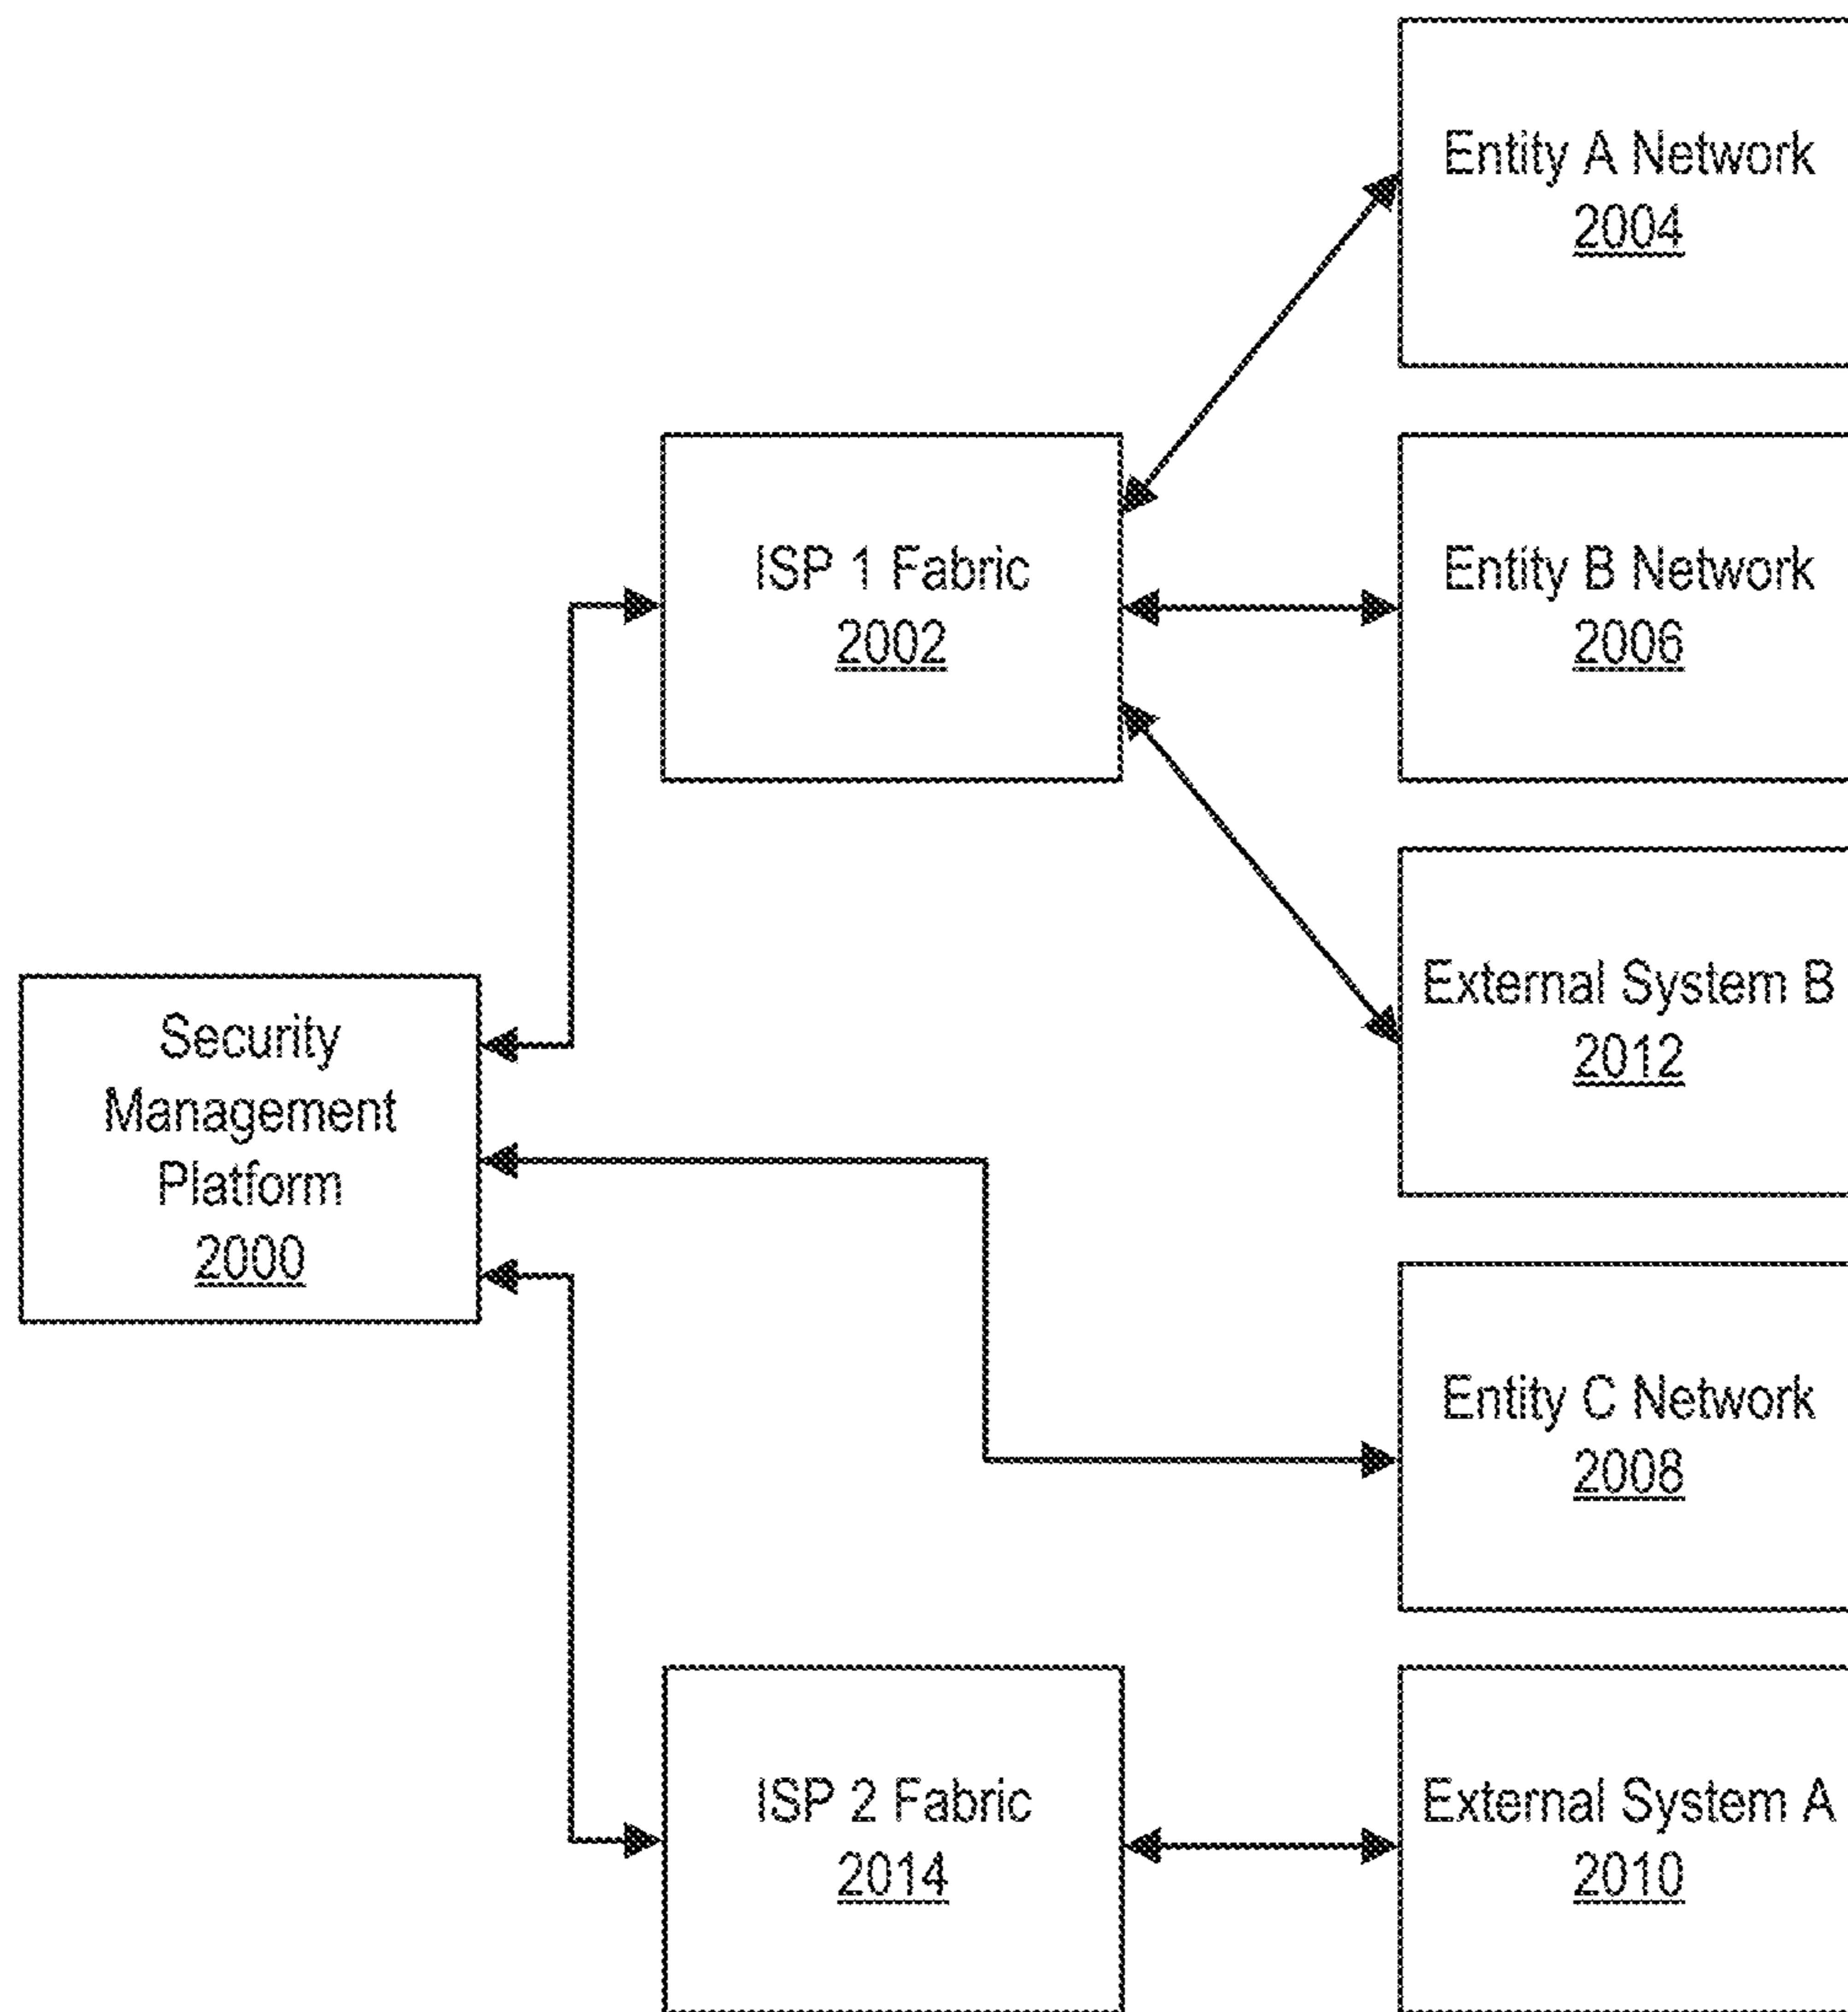 Entity A Network
2004
ISP 1 Fabric
2002
Entity B Network
2006
External System B
2012
Security
Management
Platform
2000
Entity C Network
2008
ISP 2 Fabric
2014
External System A
2010